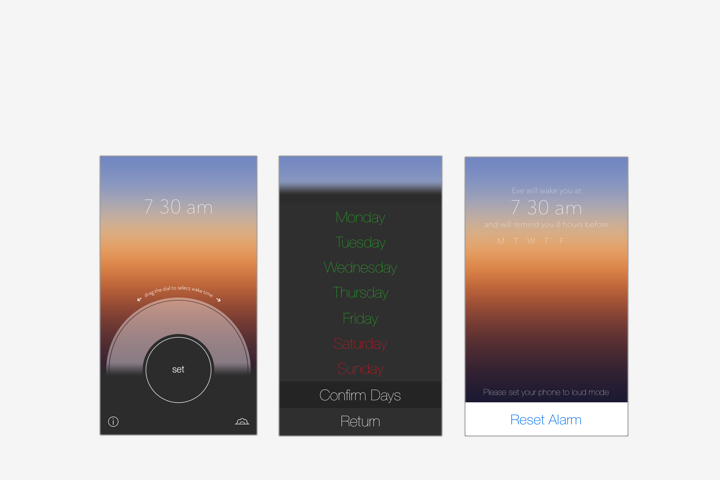 7 30 am
drag the dial to select wake time
set
Monday
Tuesday
Wednesday
Thursday
Friday
Saturday
Sunday
Confirm Days
Return
Eve will wake you at
7 30 am
and will remind you 8 hours before
M T W T F
Please set your phone to loud mode
Reset Alarm